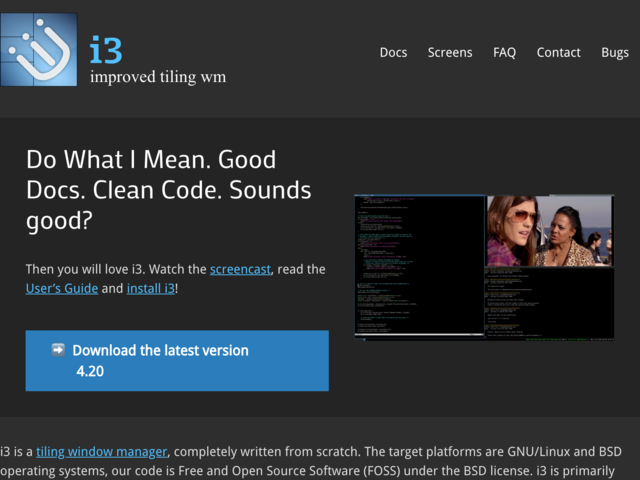 i3
improved tiling wm
Docs Screens FAQ Contact Bugs
Do What I Mean. Good
Docs. Clean Code. Sounds
good?
Then you will love i3. Watch the screencast, read the
User’s Guide and install i3!
Download the latest version
4.20
i3 is a tiling window manager, completely written from scratch. The target platforms are GNU/Linux and BSD
operating systems, our code is Free and Open Source Software (FOSS) under the BSD license. i3 is primarily